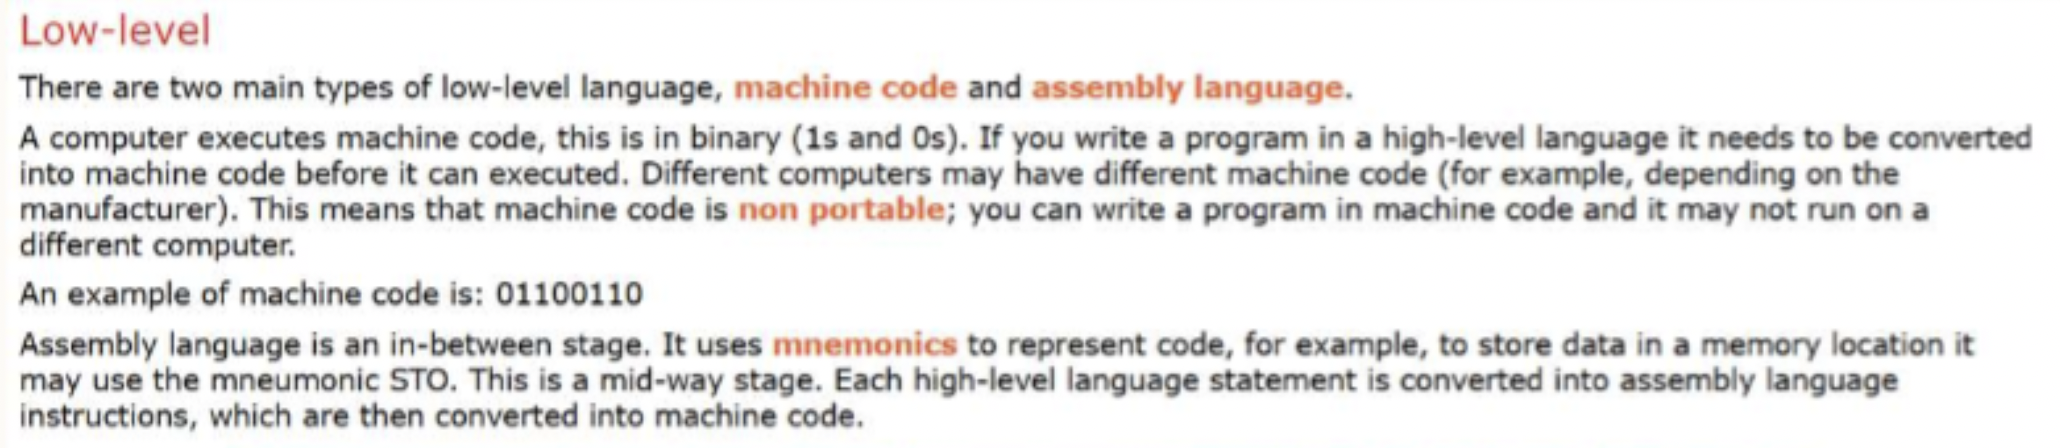 Low-level
There are two main types of low-level language, machine code and assembly language.
A computer executes machine code, this is in binary (1s and 0s). If you write a program in a high-level language it needs to be converted
into machine code before it can executed. Different computers may have different machine code (for example, depending on the
manufacturer). This means that machine code is non portable; you can write a program in machine code and it may not run on a
different computer.
An example of machine code is: 01100110
Assembly language is an in-between stage. It uses mnemonics to represent code, for example, to store data in a memory location it
may use the mneumonic STO. This is a mid-way stage. Each high-level language statement is converted into assembly language
instructions, which are then converted into machine code.